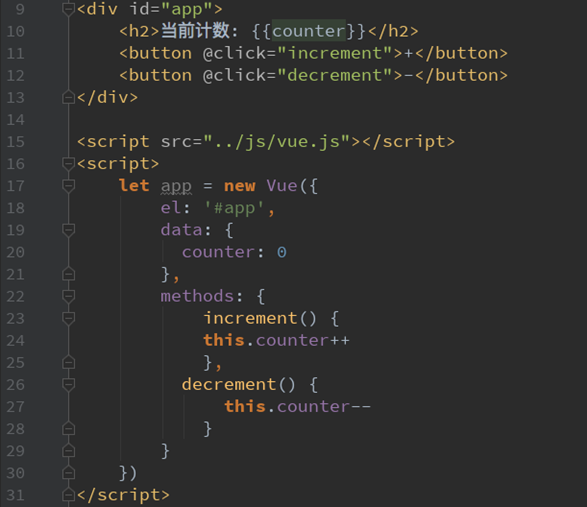 9 <div id="app">
10     <h2>当前计数: {{counter}}</h2>
11     <button @click="increment">+</button>
12     <button @click="decrement">-</button>
13 </div>
14
15 <script src="../js/vue.js"></script>
16 <script>
17     let app = new Vue({
18         el: '#app',
19         data: {
20           counter: 0
21         },
22         methods: {
23             increment() {
24             this.counter++
25             },
26           decrement() {
27               this.counter--
28             }
29         }
30     })
31 </script>